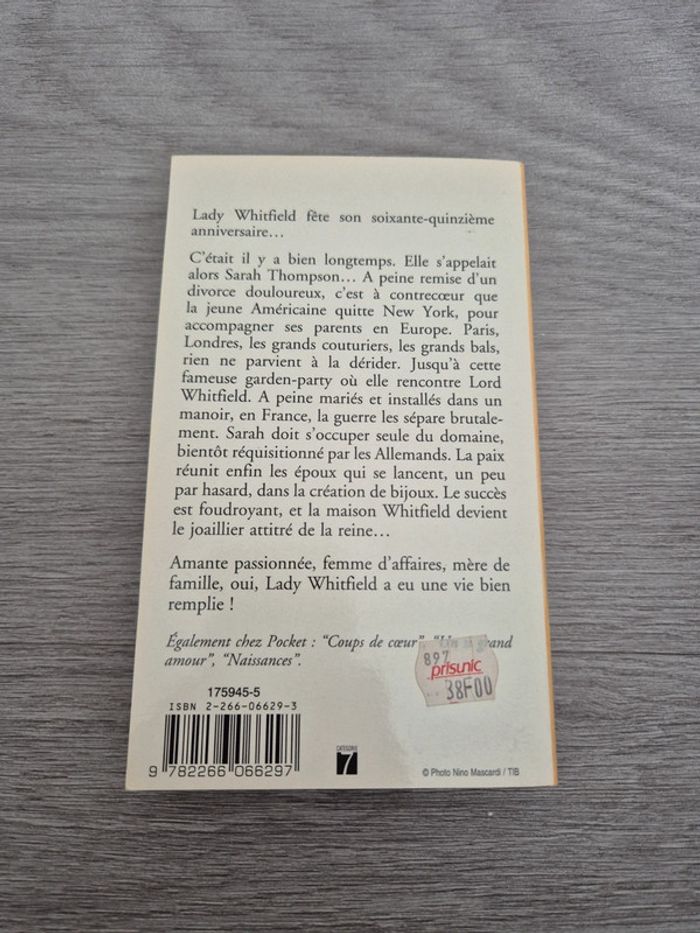 Lady Whitfield fête son soixante-quinzième
anniversaire…
C'était il y a bien longtemps. Elle s'appelait
alors Sarah Thompson… A peine remise d'un
divorce douloureux, c'est à contrecœur que
la jeune Américaine quitte New York, pour
accompagner ses parents en Europe. Paris,
Londres, les grands couturiers, les grands bals,
rien ne parvient à la dérider. Jusqu'à cette
fameuse garden-party où elle rencontre Lord
Whitfield. A peine mariés et installés dans un
manoir, en France, la guerre les sépare brutale-
ment. Sarah doit s'occuper seule du domaine,
bientôt réquisitionné par les Allemands. La paix
réunit enfin les époux qui se lancent, un peu
par hasard, dans la création de bijoux. Le succès
est foudroyant, et la maison Whitfield devient
le joaillier attitré de la reine…
Amante passionnée, femme d'affaires, mère de
famille, oui, Lady Whitfield a eu une vie bien
remplie !
Également chez Pocket : “Coups de cœur”, “Un si grand
amour”, “Naissances”.
897
prisunic
38F00
175945-5
ISBN 2-266-06629-3
9 782266 066297
CATÉGORIE
7
© Photo Nino Mascardi / TIB